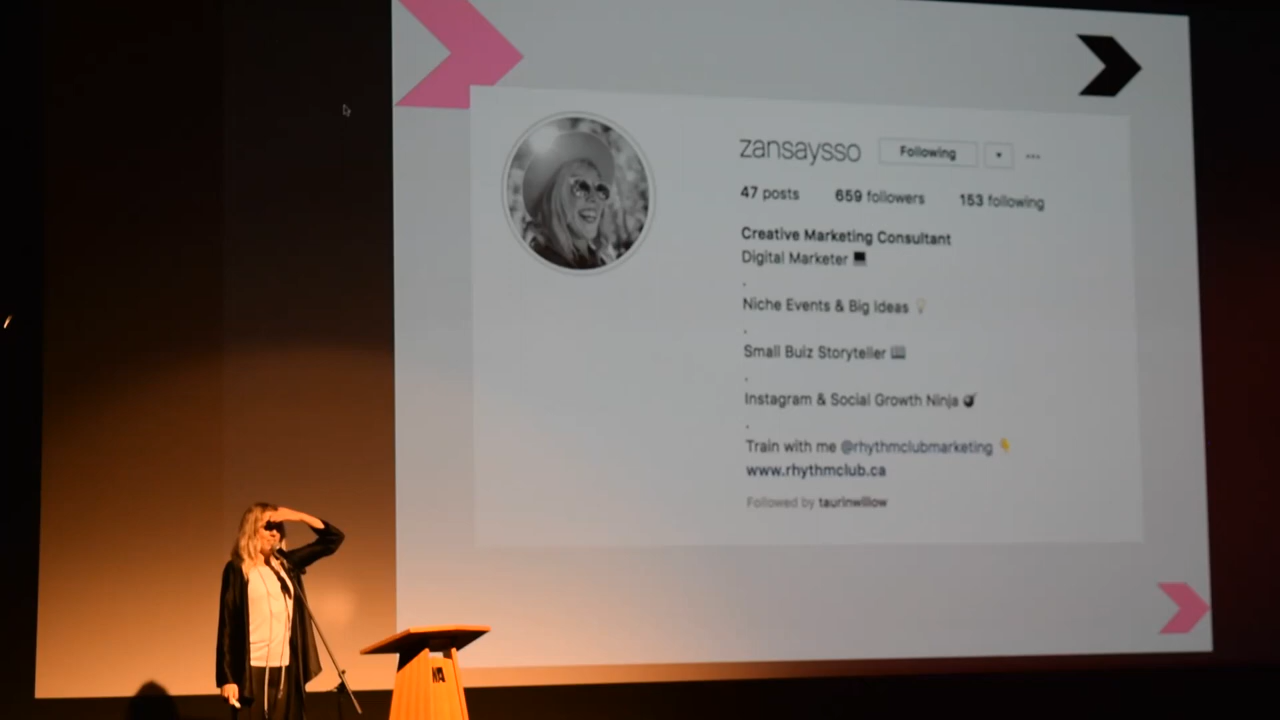 zansaysso Following
47 posts 659 followers 153 following
Creative Marketing Consultant
Digital Marketer
.
Niche Events & Big Ideas
.
Small Buiz Storyteller
.
Instagram & Social Growth Ninja
.
Train with me @rhythmclubmarketing
www.rhythmclub.ca
Followed by taurinwillow